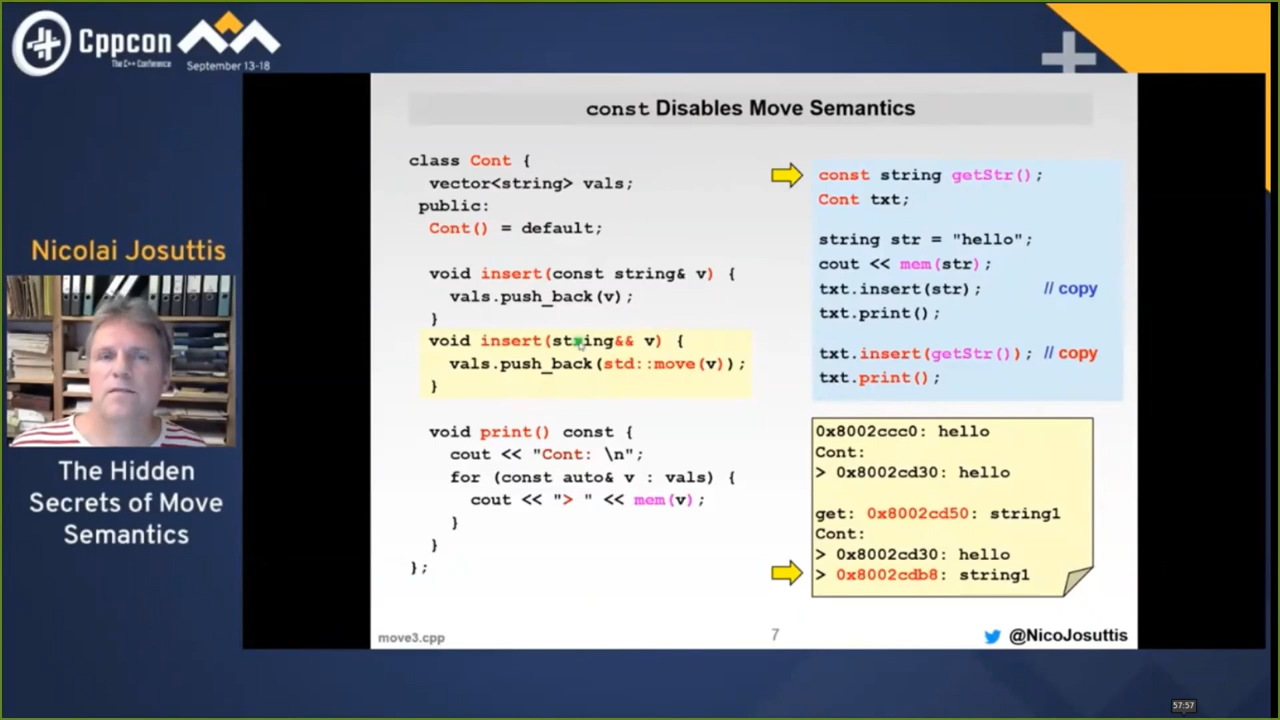 Cppcon
The C++ Conference
September 13-18
const Disables Move Semantics
class Cont {
vector<string> vals;
public:
Cont() = default;
void insert(const string& v) {
vals.push_back(v);
}
void insert(string&& v) {
vals.push_back(std::move(v));
}
void print() const {
cout << "Cont: \n";
for (const auto& v : vals) {
cout << "> " << mem(v);
}
}
};
const string getStr();
Cont txt;
string str = "hello";
cout << mem(str);
txt.insert(str); // copy
txt.print();
txt.insert(getStr()); // copy
txt.print();
0x8002ccc0: hello
Cont:
> 0x8002cd30: hello
get: 0x8002cd50: string1
Cont:
> 0x8002cd30: hello
> 0x8002cdb8: string1
Nicolai Josuttis
The Hidden
Secrets of Move
Semantics
move3.cpp
7
@NicoJosuttis
57:57